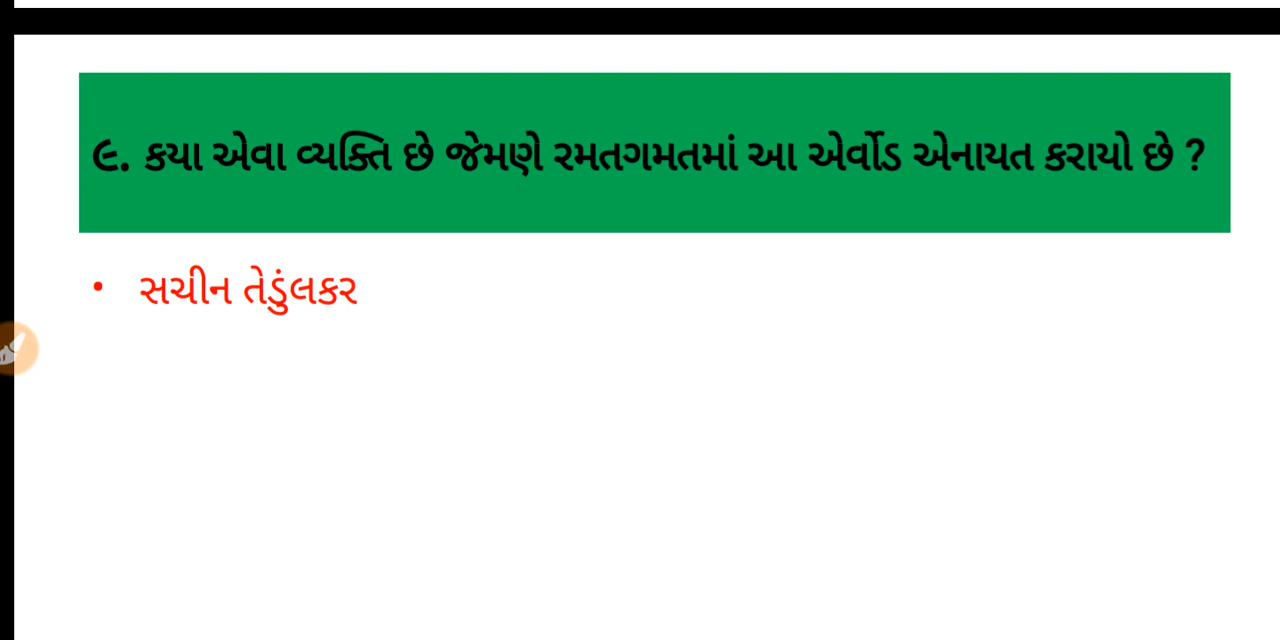 ૯. કયા એવા વ્યક્તિ છે જેમણે રમતગમતમાં આ એર્વોડ એનાયત કરાયો છે ?
• સચીન તેડુંલકર